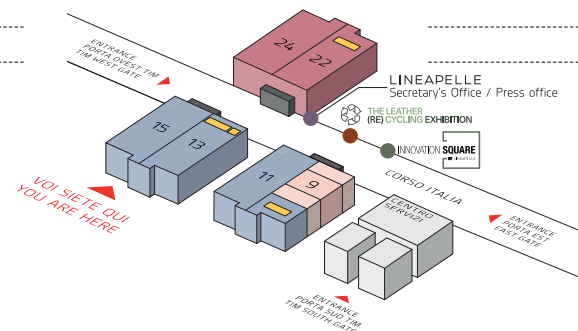 24
22
ENTRANCE
PORTA OVEST TIM
TIM WEST GATE
LINEAPELLE
Secretary's Office / Press office
THE LEATHER
(RE) CYCLING EXHIBITION
15
13
INNOVATION SQUARE
LINEAPELLE
VOI SIETE QUI
YOU ARE HERE
11
9
CORSO ITALIA
CENTRO
SERVIZI
ENTRANCE
PORTA EST
EAST GATE
ENTRANCE
PORTA SUD TIM
TIM SOUTH GATE